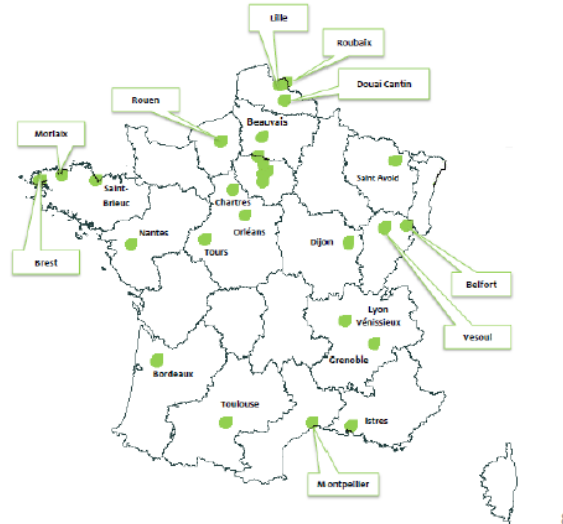 Lille
Roubaix
Douai Cantin
Rouen
Beauvais
Morlaix
Saint Avold
Saint-
Brieuc
Chartres
Nantes
Orléans
Tours
Dijon
Brest
Belfort
Lyon
Vénissieux
Vesoul
Grenoble
Bordeaux
Toulouse
Istres
Montpellier